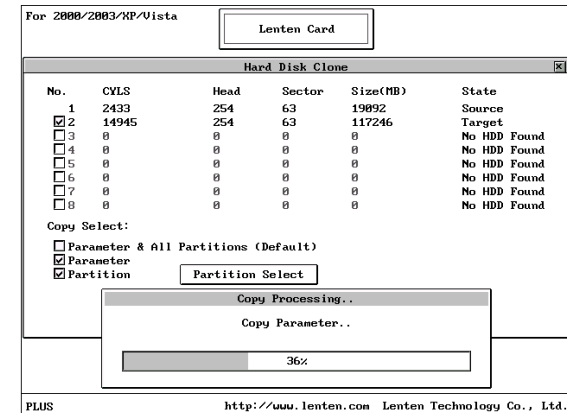 For 2000/2003/XP/Vista
Lenten Card
Hard Disk Clone
No. CYLS Head Sector Size(MB) State
1 2433 254 63 19092 Source
2 14945 254 63 117246 Target
3 0 0 0 0 No HDD Found
4 0 0 0 0 No HDD Found
5 0 0 0 0 No HDD Found
6 0 0 0 0 No HDD Found
7 0 0 0 0 No HDD Found
8 0 0 0 0 No HDD Found
Copy Select:
Parameter & All Partitions (Default)
Parameter
Partition Partition Select
Copy Processing..
Copy Parameter..
36%
PLUS http://www.lenten.com Lenten Technology Co., Ltd.